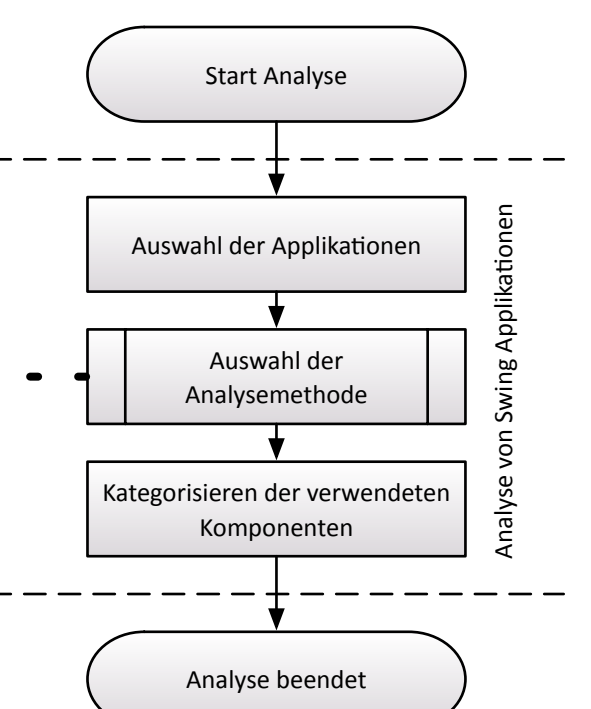 Start Analyse
Auswahl der Applikationen
Auswahl der
Analysemethode
Kategorisieren der verwendeten
Komponenten
Analyse von Swing Applikationen
Analyse beendet